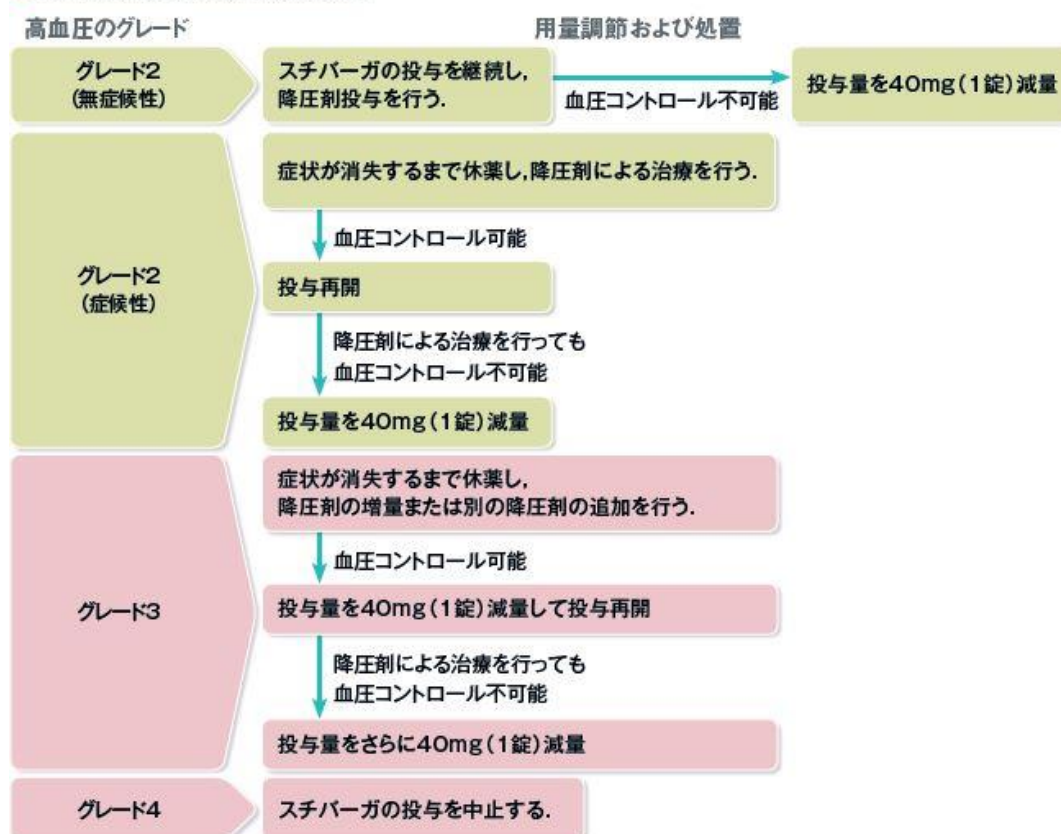 高血圧のグレード
用量調節および処置
グレード2
(無症候性)
スチバーガの投与を継続し,
降圧剤投与を行う.
血圧コントロール不可能
投与量を40mg(1錠)減量
グレード2
(症候性)
症状が消失するまで休薬し,降圧剤による治療を行う.
血圧コントロール可能
投与再開
降圧剤による治療を行っても
血圧コントロール不可能
投与量を40mg(1錠)減量
グレード3
症状が消失するまで休薬し,
降圧剤の増量または別の降圧剤の追加を行う.
血圧コントロール可能
投与量を40mg(1錠)減量して投与再開
降圧剤による治療を行っても
血圧コントロール不可能
投与量をさらに40mg(1錠)減量
グレード4
スチバーガの投与を中止する.